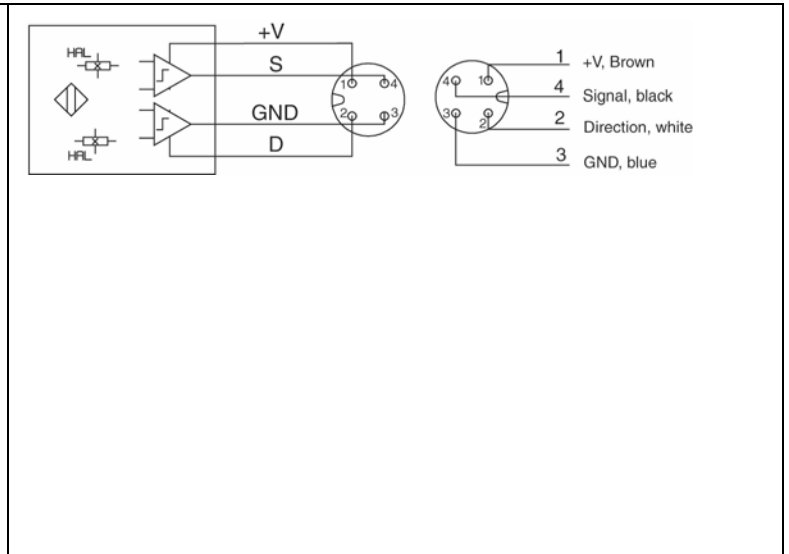 HAL
HAL
+V
S
GND
D
1 4
2 3
4 1
3 2
1 +V, Brown
4 Signal, black
2 Direction, white
3 GND, blue